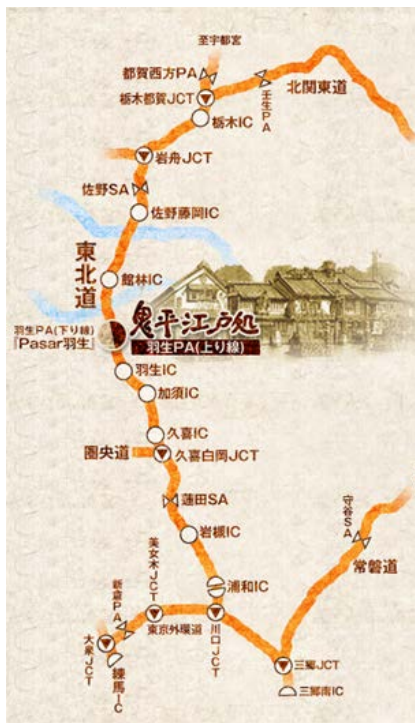 至宇都宮
都賀西方PA
北関東道
壬生PA
栃木都賀JCT
栃木IC
岩舟JCT
佐野SA
佐野藤岡IC
東北道
館林IC
鬼平江戸処
羽生PA(上り線)
羽生PA(下り線)
『Pasar羽生』
羽生IC
加須IC
久喜IC
圏央道
久喜白岡JCT
蓮田SA
守谷SA
岩槻IC
常磐道
美女木JCT
浦和IC
新倉PA
東京外環道
川口JCT
大泉JCT
練馬IC
三郷JCT
三郷南IC